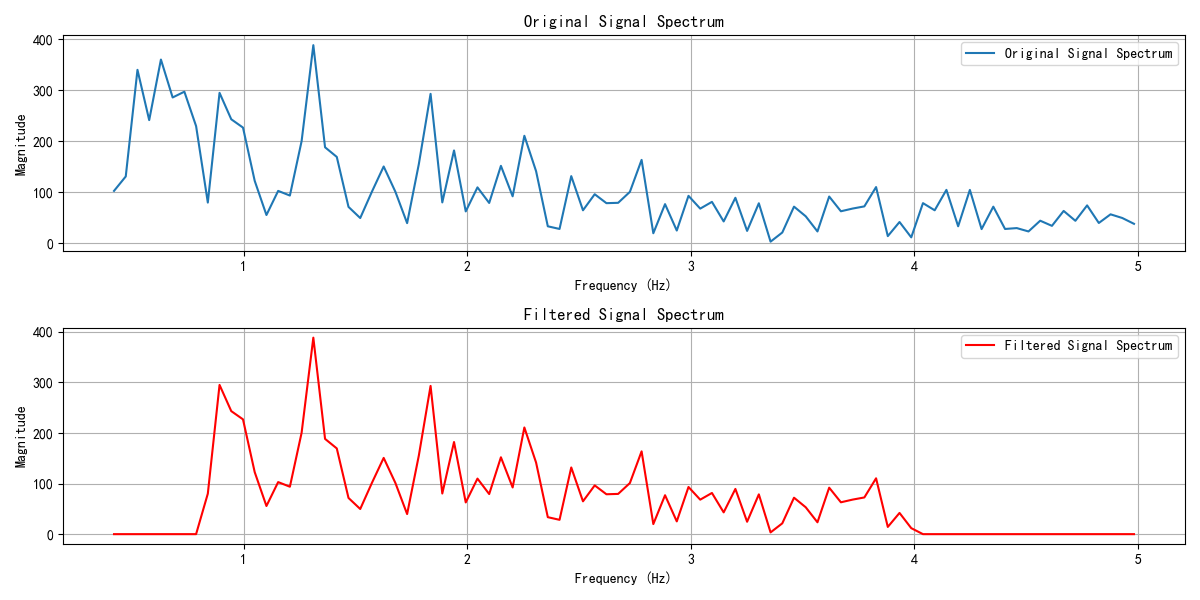 Original Signal Spectrum
400
300
200
100
0
Magnitude
Original Signal Spectrum
1
2
3
4
5
Frequency (Hz)
Filtered Signal Spectrum
400
300
200
100
0
Magnitude
Filtered Signal Spectrum
1
2
3
4
5
Frequency (Hz)